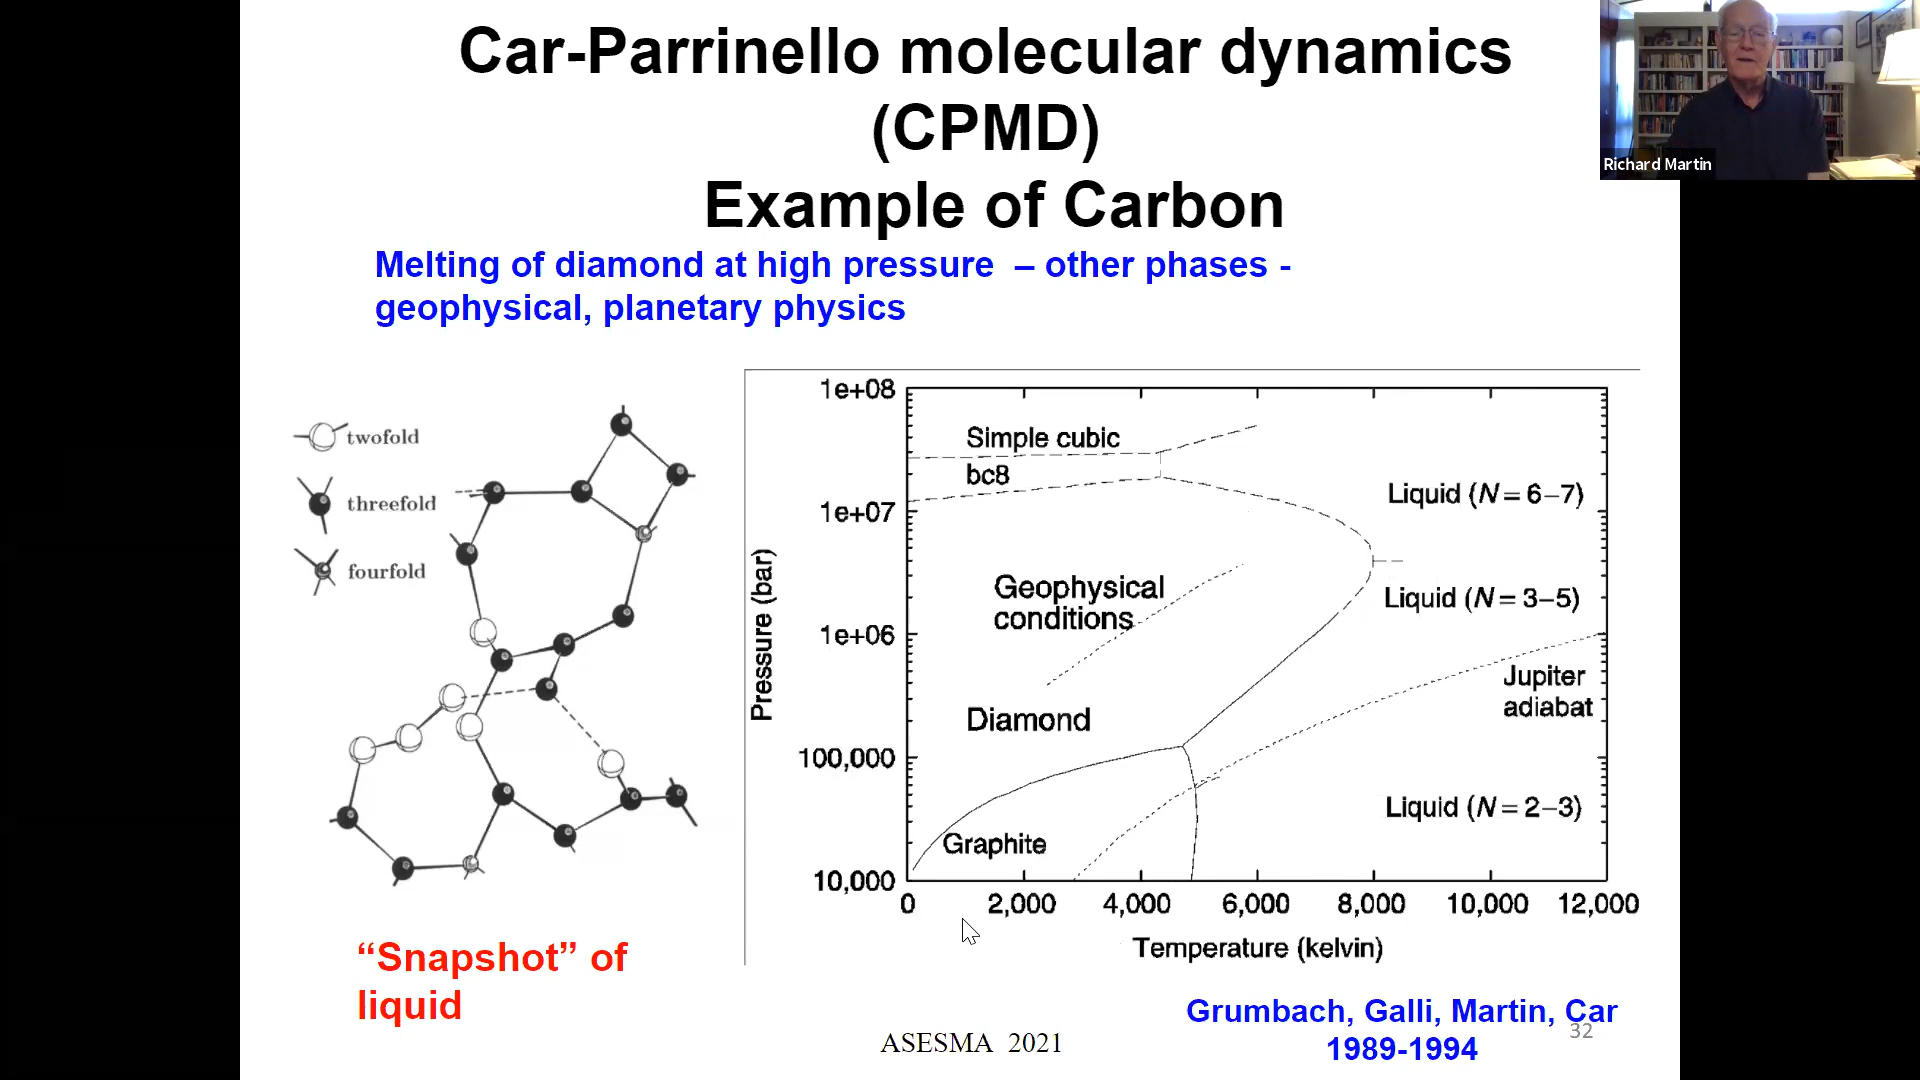 Car-Parrinello molecular dynamics
(CPMD)
Example of Carbon
Richard Martin
Melting of diamond at high pressure – other phases -
geophysical, planetary physics
twofold
threefold
fourfold
“Snapshot” of
liquid
Pressure (bar)
1e+08
1e+07
1e+06
100,000
10,000
Simple cubic
bc8
Liquid (N = 6–7)
Geophysical
conditions
Liquid (N = 3–5)
Jupiter
adiabat
Diamond
Liquid (N = 2–3)
Graphite
0 2,000 4,000 6,000 8,000 10,000 12,000
Temperature (kelvin)
Grumbach, Galli, Martin, Car
1989-1994
ASESMA 2021
32